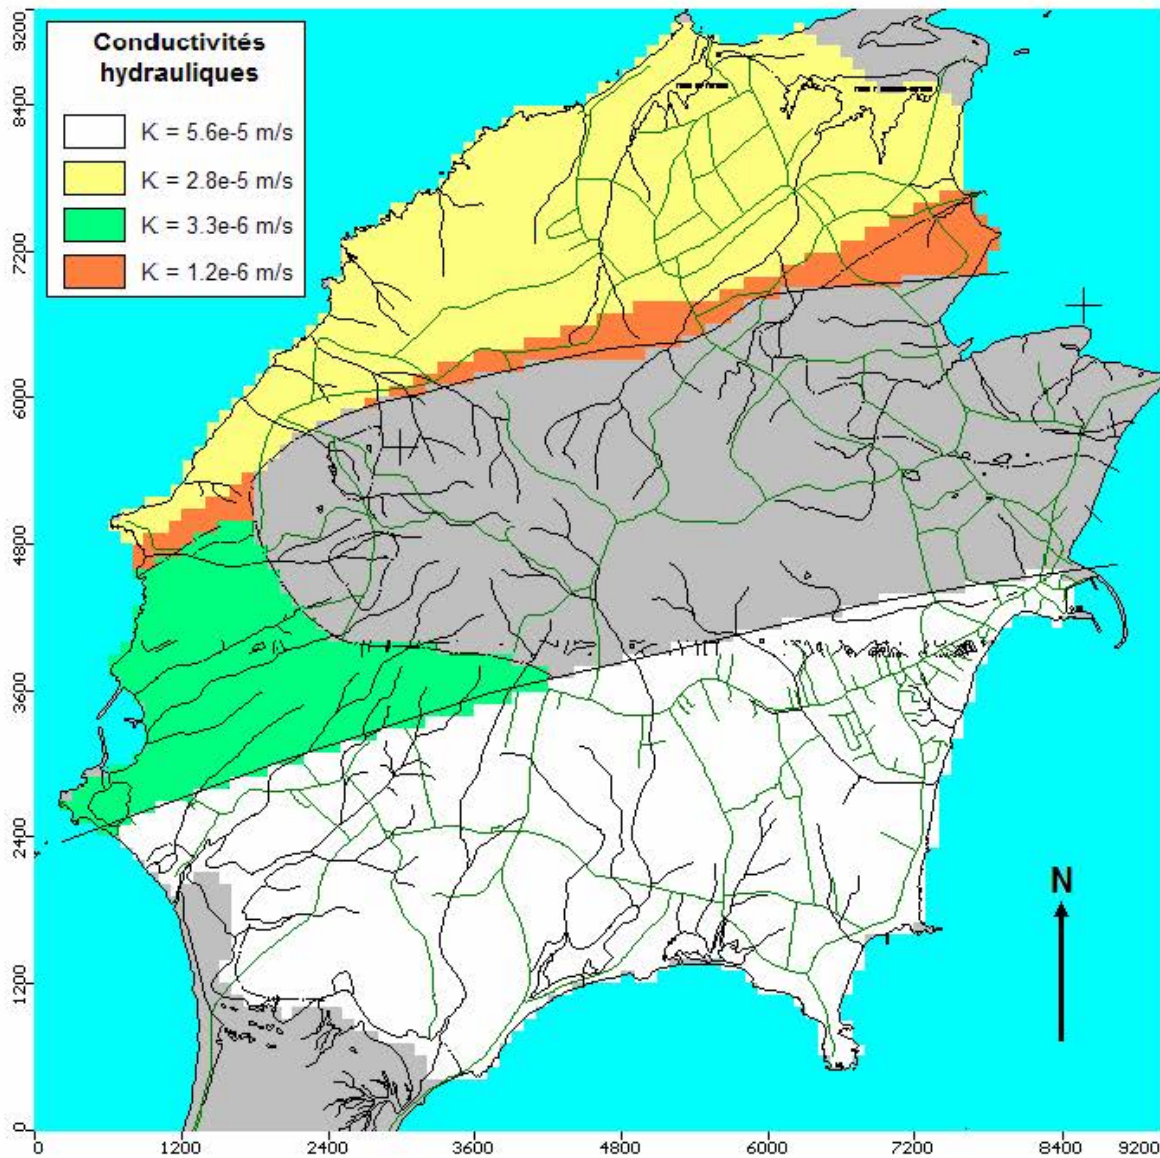 Conductivités
hydrauliques
K = 5.6e-5 m/s
K = 2.8e-5 m/s
K = 3.3e-6 m/s
K = 1.2e-6 m/s
9200
8400
7200
6000
4800
3600
2400
1200
0
N
0 1200 2400 3600 4800 6000 7200 8400 9200